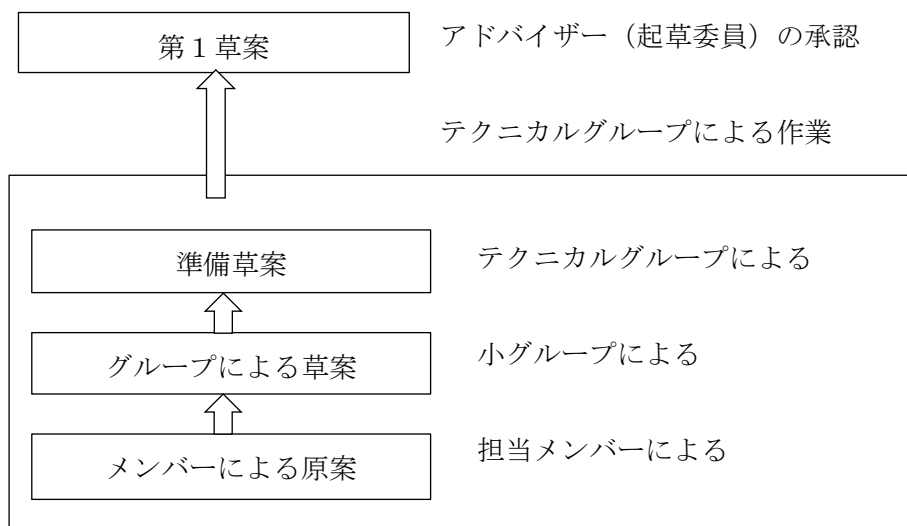 第１草案
アドバイザー（起草委員）の承認
テクニカルグループによる作業
準備草案
テクニカルグループによる
グループによる草案
小グループによる
メンバーによる原案
担当メンバーによる